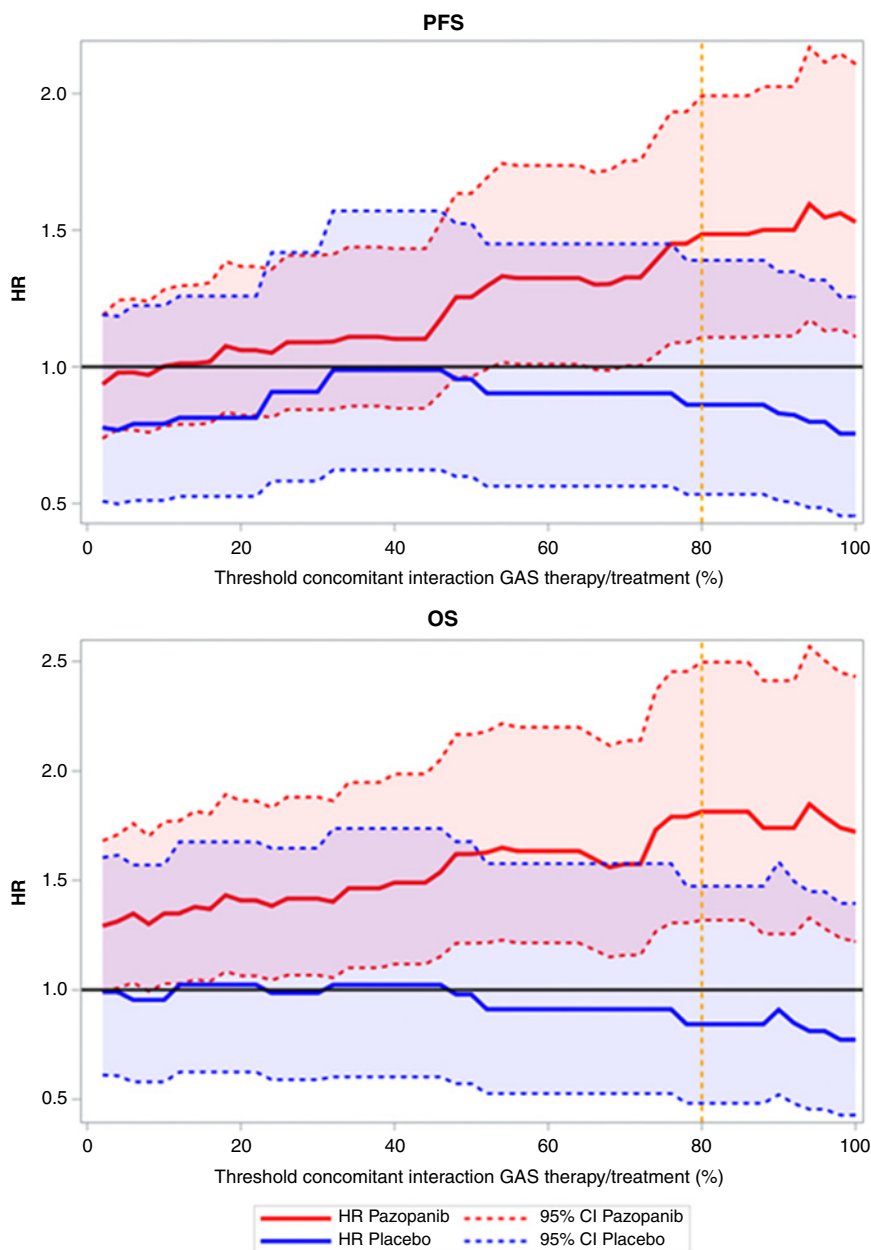 PFS
2.0
1.5
1.0
0.5
HR
0 20 40 60 80 100
Threshold concomitant interaction GAS therapy/treatment (%)
OS
2.5
2.0
1.5
1.0
0.5
HR
0 20 40 60 80 100
Threshold concomitant interaction GAS therapy/treatment (%)
HR Pazopanib 95% CI Pazopanib
HR Placebo 95% CI Placebo